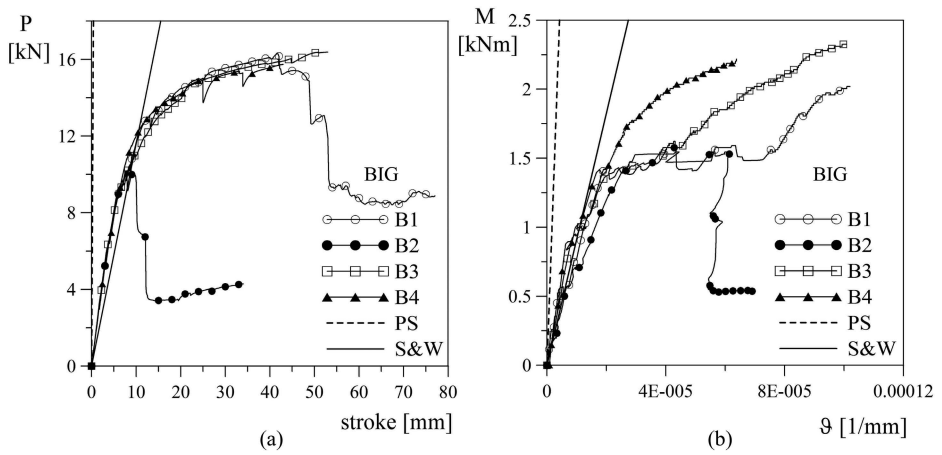 P
[kN]
16
12
8
4
0
0 10 20 30 40 50 60 70 80
stroke [mm]
BIG
B1
B2
B3
B4
PS
S&W
(a)
M
[kNm]
2.5
2
1.5
1
0.5
0
0 4E-005 8E-005 0.00012
ϑ [1/mm]
BIG
B1
B2
B3
B4
PS
S&W
(b)